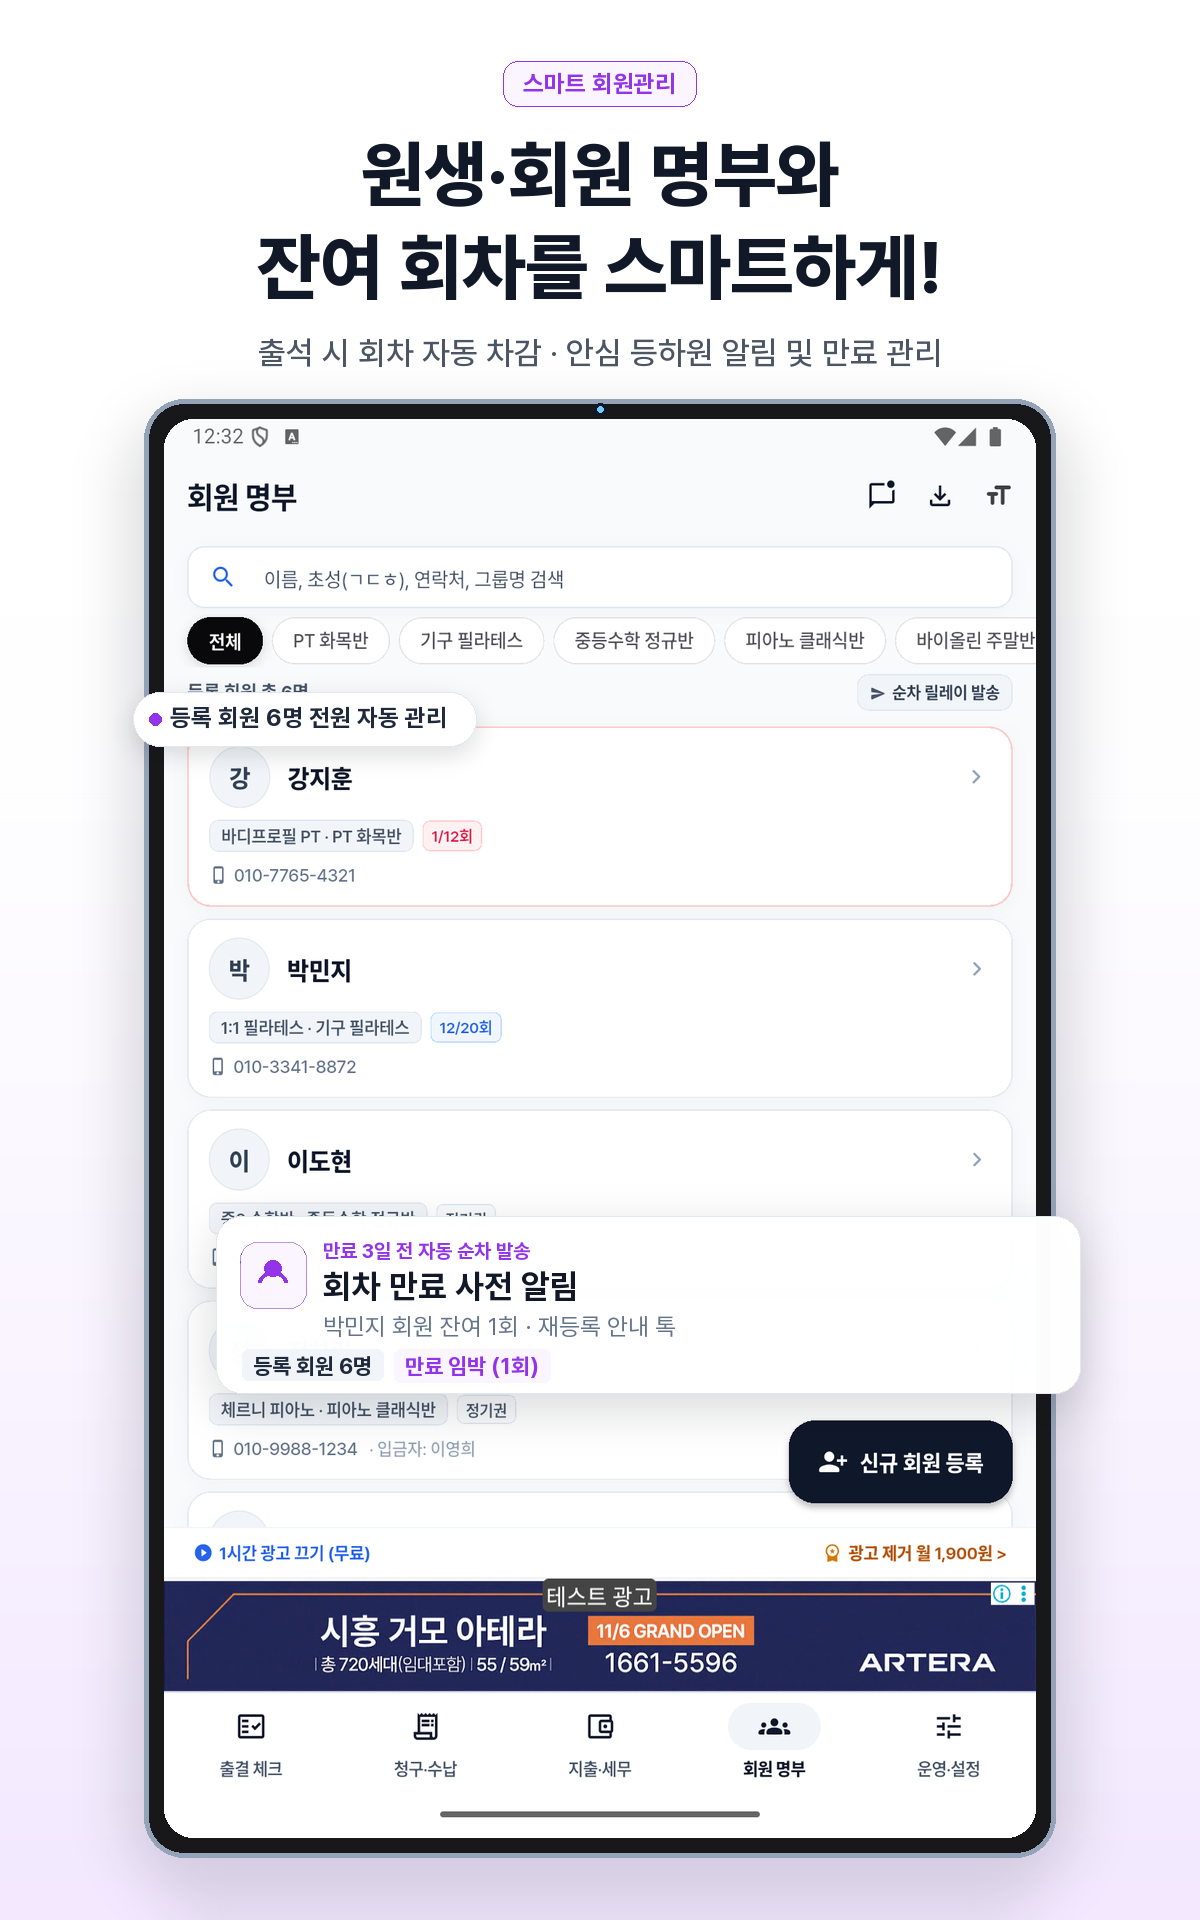 스마트 회원관리
원생·회원 명부와
잔여 회차를 스마트하게!
출석 시 회차 자동 차감 · 안심 등하원 알림 및 만료 관리
12:32
회원 명부
이름, 초성(ㄱㄷㅎ), 연락처, 그룹명 검색
전체 PT 화목반 기구 필라테스 중등수학 정규반 피아노 클래식반 바이올린 주말반
등록 회원 총 6명 순차 릴레이 발송
등록 회원 6명 전원 자동 관리
강 강지훈
바디프로필 PT · PT 화목반 1/12회
010-7765-4321
박 박민지
1:1 필라테스 · 기구 필라테스 12/20회
010-3341-8872
이 이도현
만료 3일 전 자동 순차 발송
회차 만료 사전 알림
박민지 회원 잔여 1회 · 재등록 안내 톡
등록 회원 6명 만료 임박 (1회)
체르니 피아노 · 피아노 클래식반 정기권
010-9988-1234 · 입금자: 이영희
신규 회원 등록
1시간 광고 끄기 (무료) 광고 제거 월 1,900원 >
테스트 광고
시흥 거모 아테라 11/6 GRAND OPEN
총 720세대(임대포함) | 55 / 59m² 1661-5596 ARTERA
출결 체크 청구·수납 지출·세무 회원 명부 운영·설정